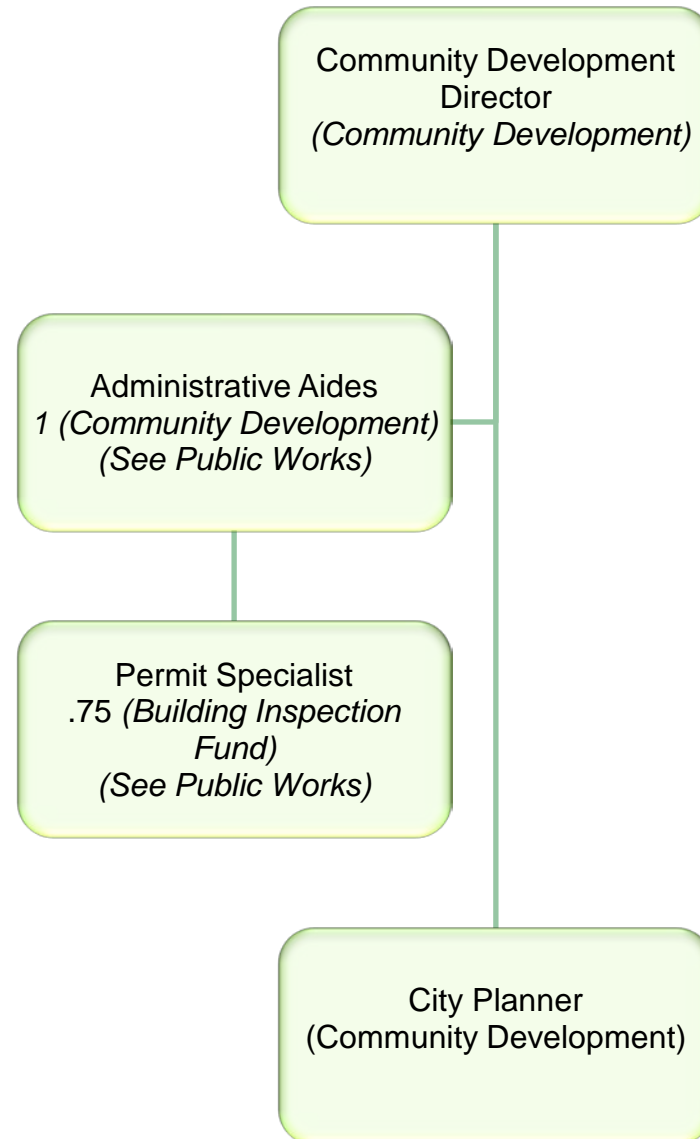 Community Development
Director
(Community Development)
Administrative Aides
1 (Community Development)
(See Public Works)
Permit Specialist
.75 (Building Inspection
Fund)
(See Public Works)
City Planner
(Community Development)